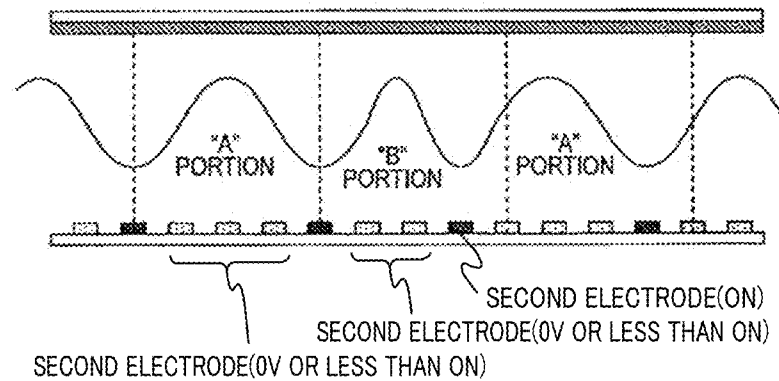 "A"
PORTION
"B"
PORTION
"A"
PORTION
SECOND ELECTRODE(ON)
SECOND ELECTRODE(0V OR LESS THAN ON)
SECOND ELECTRODE(0V OR LESS THAN ON)